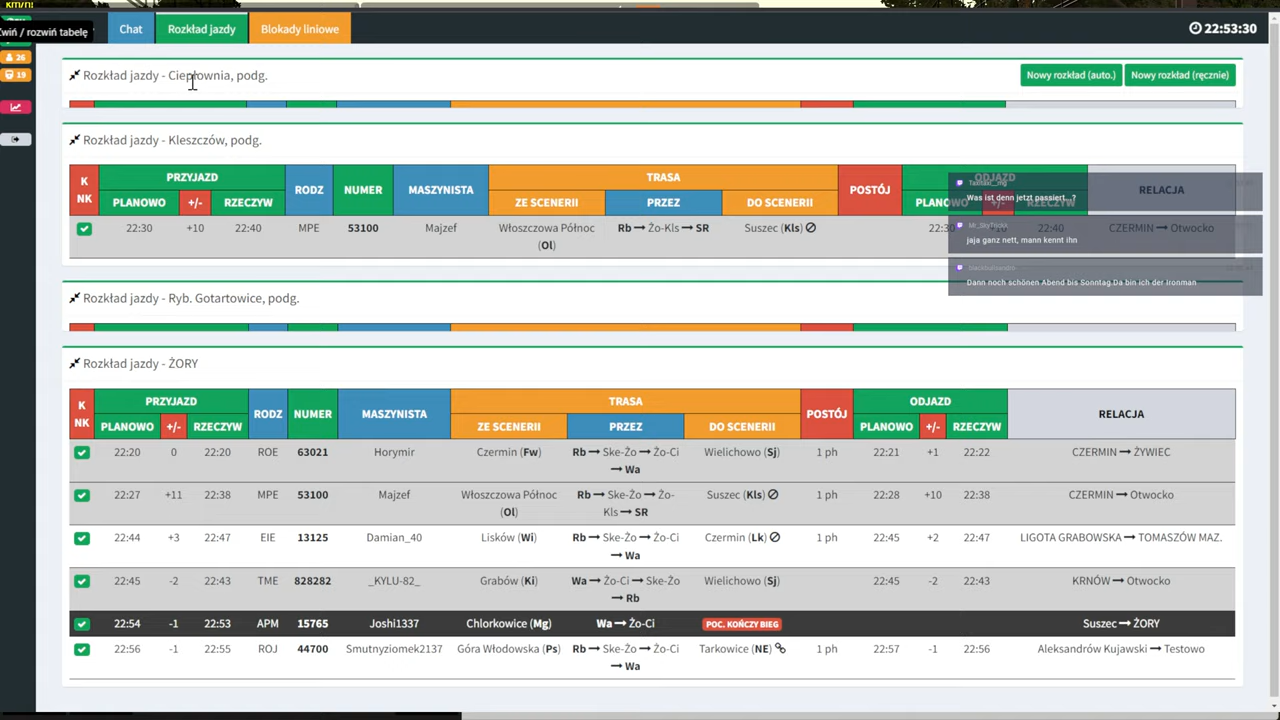 km/h!
Zwiń / rozwiń tabelę
Chat
Rozkład jazdy
Blokady liniowe
22:53:30
26
19
Rozkład jazdy - Ciepłownia, podg.
Nowy rozkład (auto.)
Nowy rozkład (ręcznie)
Rozkład jazdy - Kleszczów, podg.
K NK PRZYJAZD RODZ NUMER MASZYNISTA TRASA POSTÓJ ODJAZD RELACJA
PLANOWO +/- RZECZYW ZE SCENERII PRZEZ DO SCENERII PLANOWO
22:30 +10 22:40 MPE 53100 Majzef Włoszczowa Północ (Ol) Rb → Żo-Kls → SR Suszec (Kls) 22:30 +10 22:40 CZERMIN → Otwocko
Was ist denn jetzt passiert...?
Mr_SkyTricks
jaja ganz nett, mann kennt ihn
Dann noch schönen Abend bis Sonntag Da bin ich der Ironman
Rozkład jazdy - Ryb. Gotartowice, podg.
Rozkład jazdy - ŻORY
K NK PRZYJAZD RODZ NUMER MASZYNISTA TRASA POSTÓJ ODJAZD RELACJA
PLANOWO +/- RZECZYW ZE SCENERII PRZEZ DO SCENERII PLANOWO +/- RZECZYW
22:20 0 22:20 ROE 63021 Horymir Czermin (Fw) Rb → Ske-Żo → Żo-Ci → Wa Wielichowo (Sj) 1 ph 22:21 +1 22:22 CZERMIN → ŻYWIEC
22:27 +11 22:38 MPE 53100 Majzef Włoszczowa Północ (Ol) Rb → Ske-Żo → Żo-Kls → SR Suszec (Kls) 1 ph 22:28 +10 22:38 CZERMIN → Otwocko
22:44 +3 22:47 EIE 13125 Damian_40 Lisków (Wi) Rb → Ske-Żo → Żo-Ci → Wa Czermin (Lk) 1 ph 22:45 +2 22:47 LIGOTA GRABOWSKA → TOMASZÓW MAZ.
22:45 -2 22:43 TME 828282 _KYLU-82_ Grabów (Ki) Wa → Żo-Ci → Ske-Żo → Rb Wielichowo (Sj) 22:45 -2 22:43 KRNÓW → Otwocko
22:54 -1 22:53 APM 15765 Joshi1337 Chlorkowice (Mg) Wa → Żo-Ci POC. KOŃCZY BIEG Suszec → ŻORY
22:56 -1 22:55 ROJ 44700 Smutnyziomek2137 Góra Włodowska (Ps) Rb → Ske-Żo → Żo-Ci → Wa Tarkowice (NE) 1 ph 22:57 -1 22:56 Aleksandrów Kujawski → Testowo